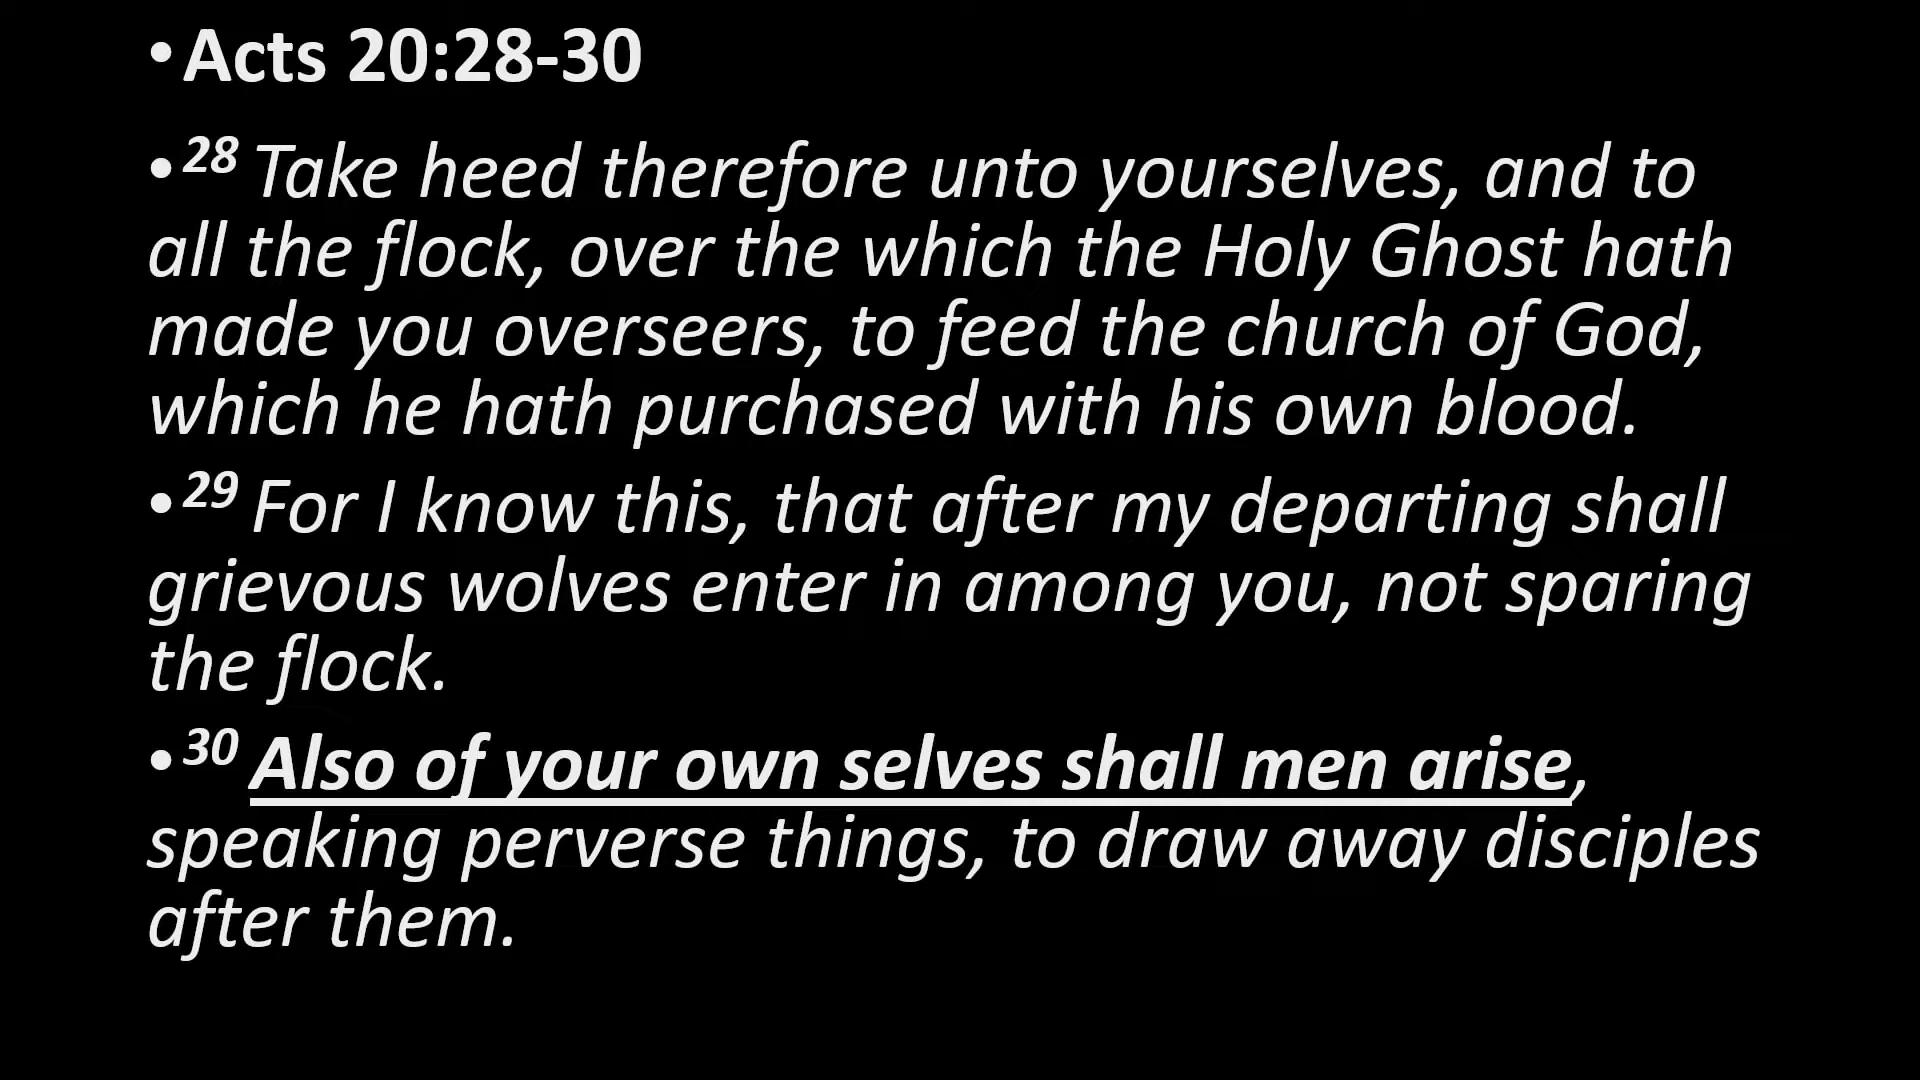 •Acts 20:28-30
•28 Take heed therefore unto yourselves, and to
all the flock, over the which the Holy Ghost hath
made you overseers, to feed the church of God,
which he hath purchased with his own blood.
•29 For I know this, that after my departing shall
grievous wolves enter in among you, not sparing
the flock.
•30 Also of your own selves shall men arise,
speaking perverse things, to draw away disciples
after them.